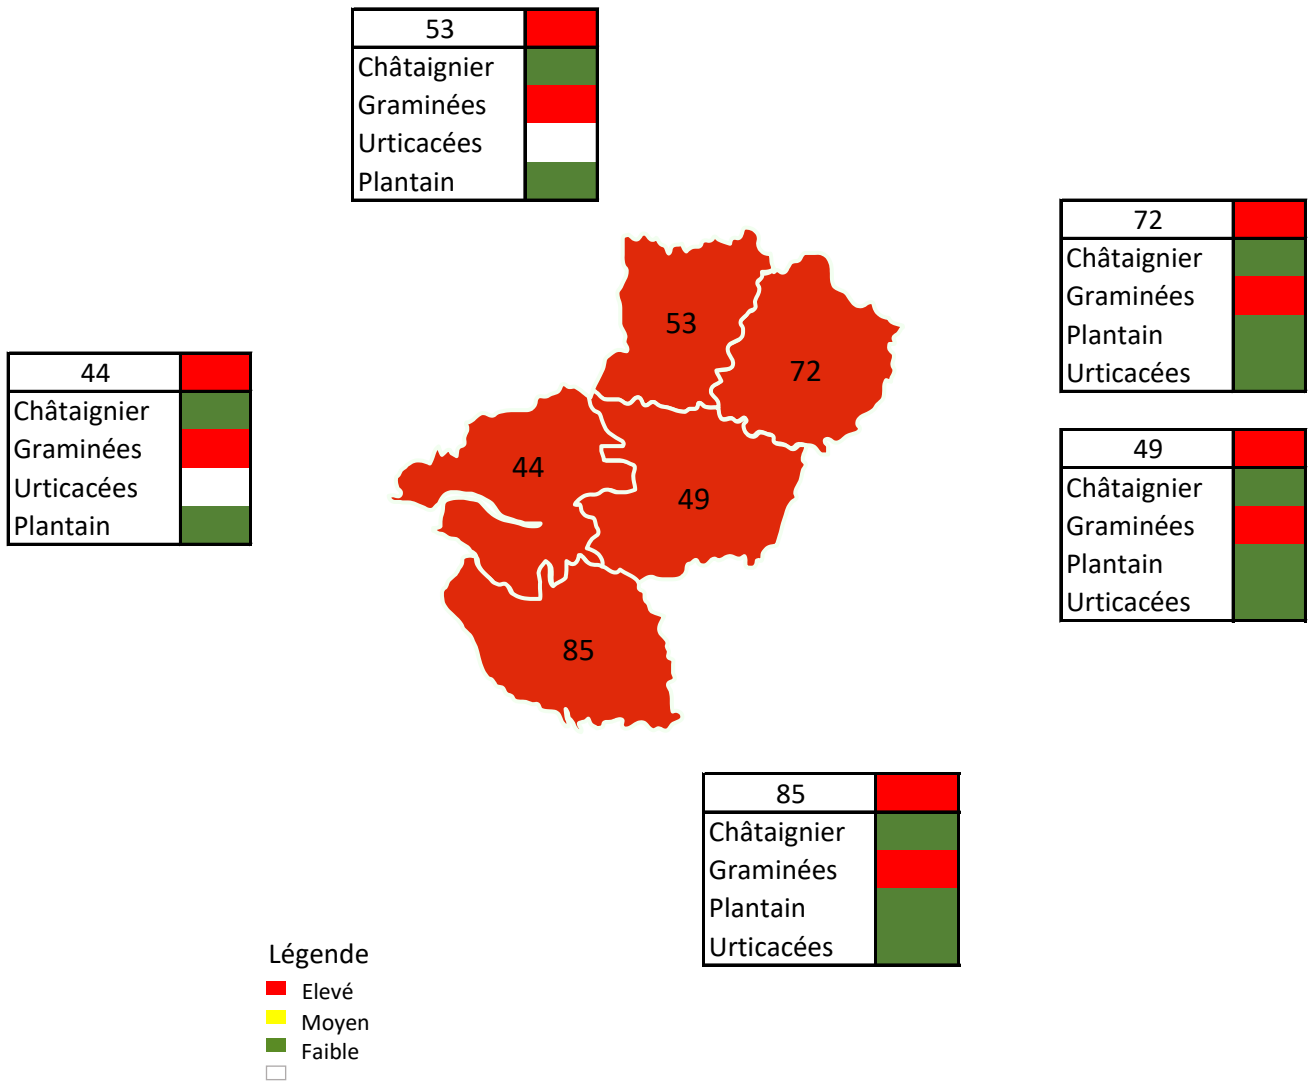 53
Châtaignier
Graminées
Urticacées
Plantain
72
Châtaignier
Graminées
Plantain
Urticacées
44
Châtaignier
Graminées
Urticacées
Plantain
49
Châtaignier
Graminées
Plantain
Urticacées
53
72
44
49
85
85
Châtaignier
Graminées
Plantain
Urticacées
Légende
Elevé
Moyen
Faible